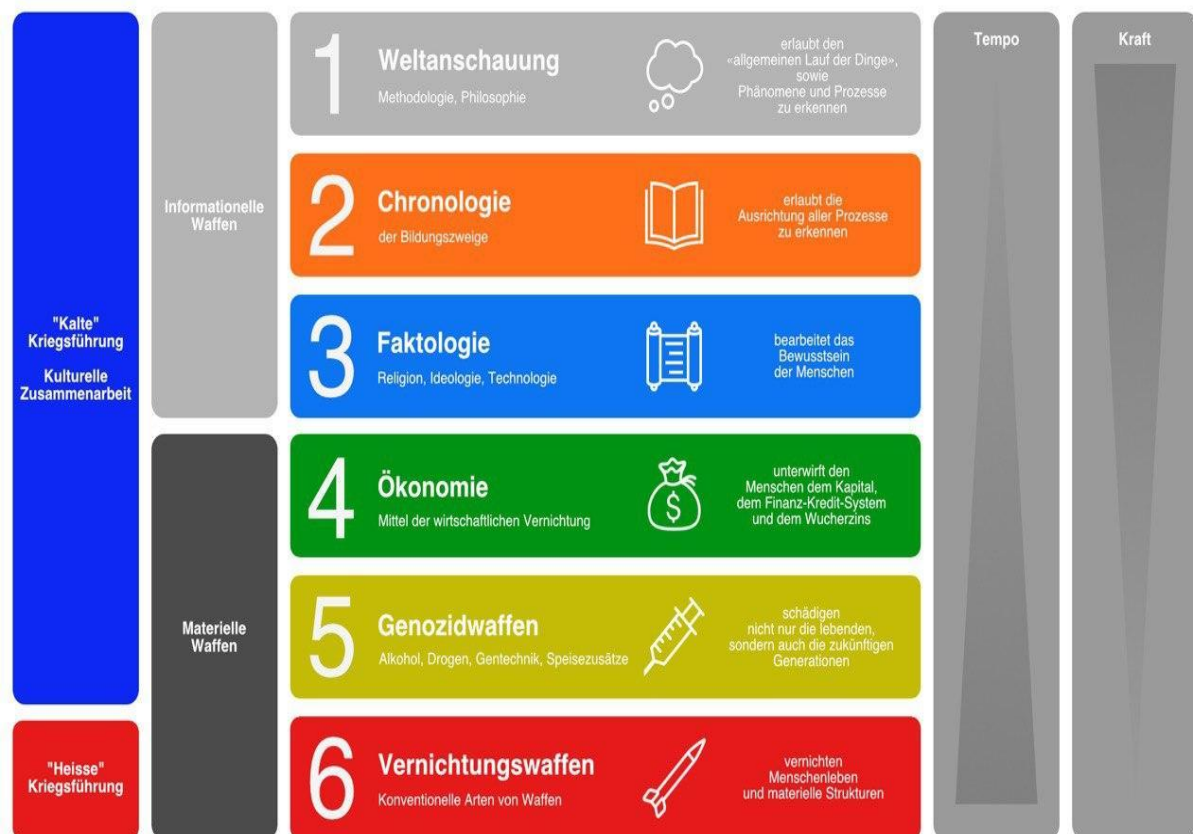 "Kalte"
Kriegsführung
Kulturelle
Zusammenarbeit
"Heisse"
Kriegsführung
Informationelle
Waffen
Materielle
Waffen
1
Weltanschauung
Methodologie, Philosophie
erlaubt den
«allgemeinen Lauf der Dinge»,
sowie
Phänomene und Prozesse
zu erkennen
2
Chronologie
der Bildungszweige
erlaubt die
Ausrichtung aller Prozesse
zu erkennen
3
Faktologie
Religion, Ideologie, Technologie
bearbeitet das
Bewusstsein
der Menschen
4
Ökonomie
Mittel der wirtschaftlichen Vernichtung
$
unterwirft den
Menschen dem Kapital,
dem Finanz-Kredit-System
und dem Wucherzins
5
Genozidwaffen
Alkohol, Drogen, Gentechnik, Speisezusätze
schädigen
nicht nur die lebenden,
sondern auch die zukünftigen
Generationen
6
Vernichtungswaffen
Konventionelle Arten von Waffen
vernichten
Menschenleben
und materielle Strukturen
Tempo
Kraft